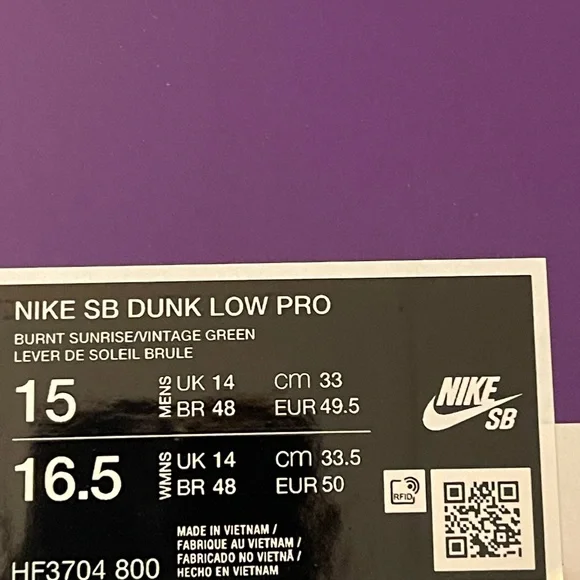 NIKE SB DUNK LOW PRO
BURNT SUNRISE/VINTAGE GREEN
LEVER DE SOLEIL BRULE
15 MENS UK 14 cm 33
BR 48 EUR 49.5
NIKE
SB
16.5 WMNS UK 14 cm 33.5
BR 48 EUR 50
RFID
MADE IN VIETNAM /
FABRIQUE AU VIETNAM /
FABRICADO NO VIETNÃ /
HECHO EN VIETNAM
HF3704 800